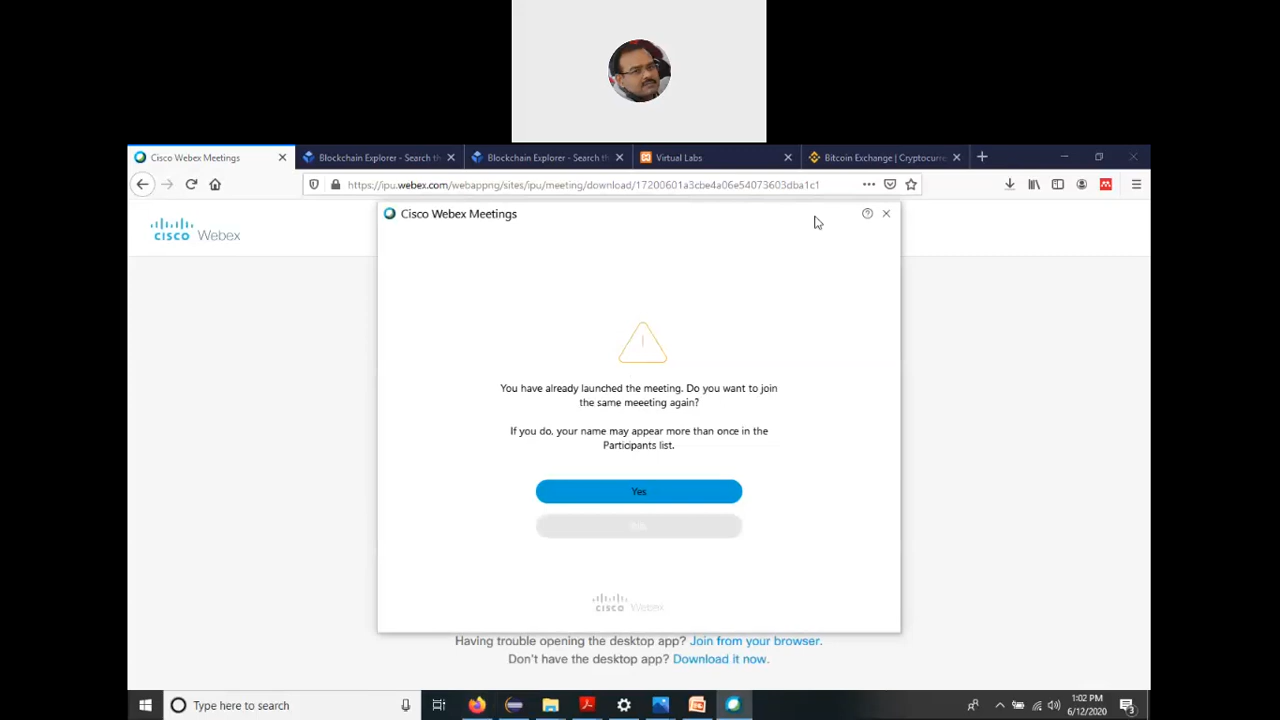 Cisco Webex Meetings
Blockchain Explorer - Search th
Blockchain Explorer - Search th
Virtual Labs
Bitcoin Exchange | Cryptocurre
https://ipu.webex.com/webappng/sites/ipu/meeting/download/17200601a3cbe4a06e54073603dba1c1
CISCO Webex
Cisco Webex Meetings
You have already launched the meeting. Do you want to join
the same meeeting again?
If you do, your name may appear more than once in the
Participants list.
Yes
CISCO Webex
Having trouble opening the desktop app? Join from your browser.
Don't have the desktop app? Download it now.
Type here to search
1:02 PM
6/12/2020
3